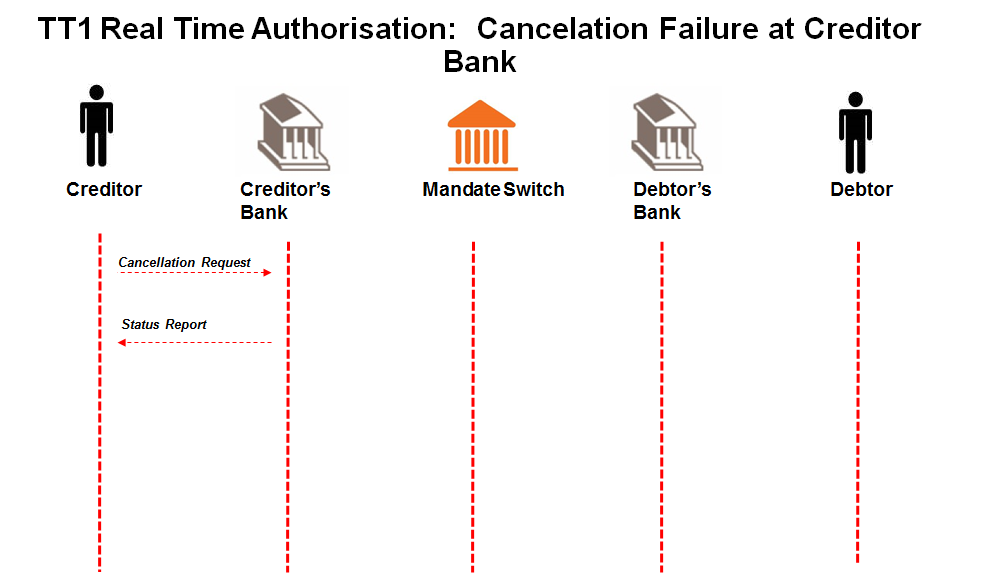 TT1 Real Time Authorisation: Cancelation Failure at Creditor
Bank
Creditor
Creditor's
Bank
Mandate Switch
Debtor's
Bank
Debtor
Cancellation Request
Status Report